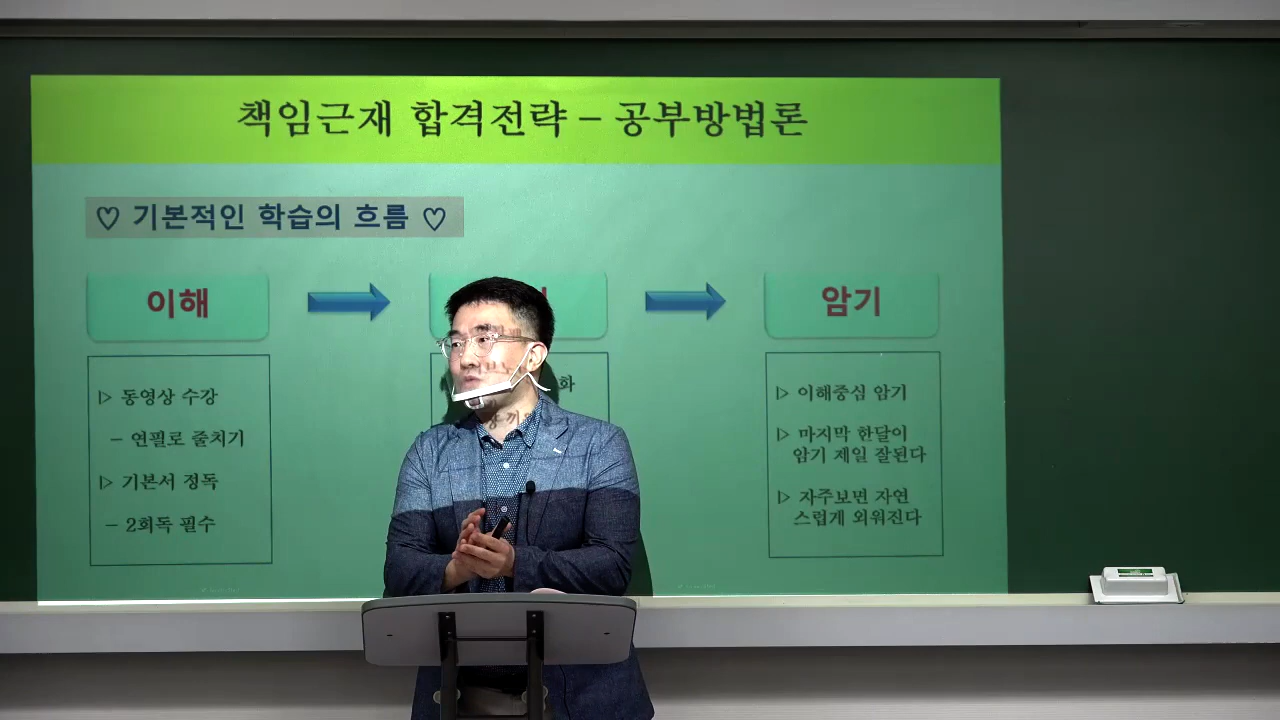 책임근재 합격전략 – 공부방법론
♡ 기본적인 학습의 흐름 ♡
이해
▷ 동영상 수강
– 연필로 줄치기
▷ 기본서 정독
– 2회독 필수
화
암기
▷ 이해중심 암기
▷ 마지막 한달이
암기 제일 잘된다
▷ 자주보면 자연
스럽게 외워진다